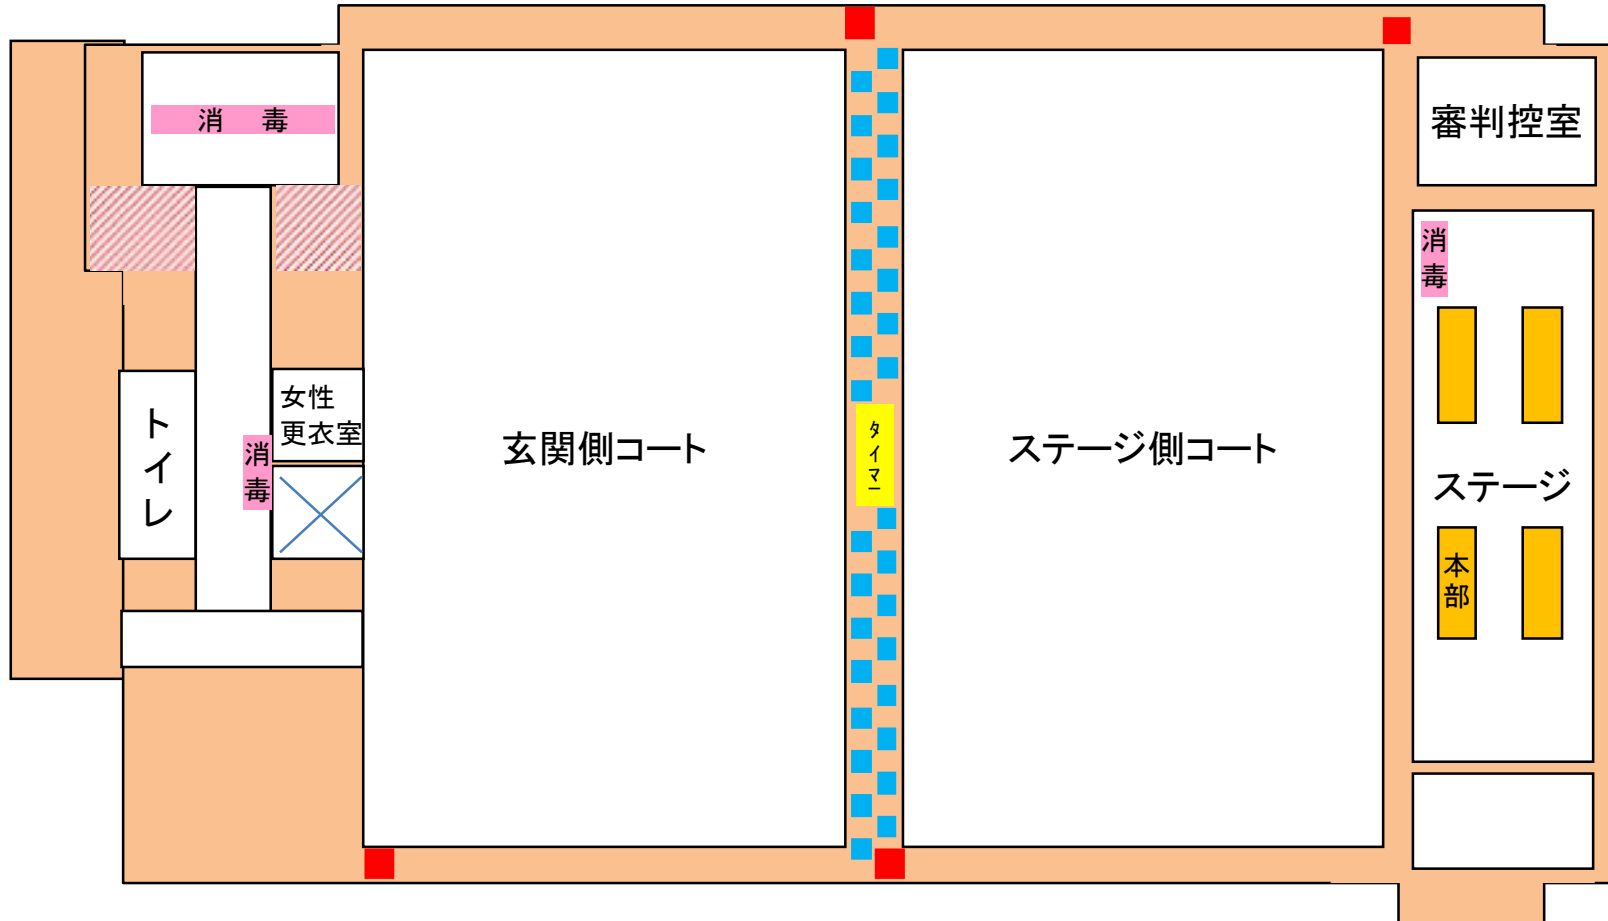 消　毒
審判控室
消毒
女性
更衣室
トイレ
消毒
玄関側コート
タイマー
ステージ側コート
ステージ
本部